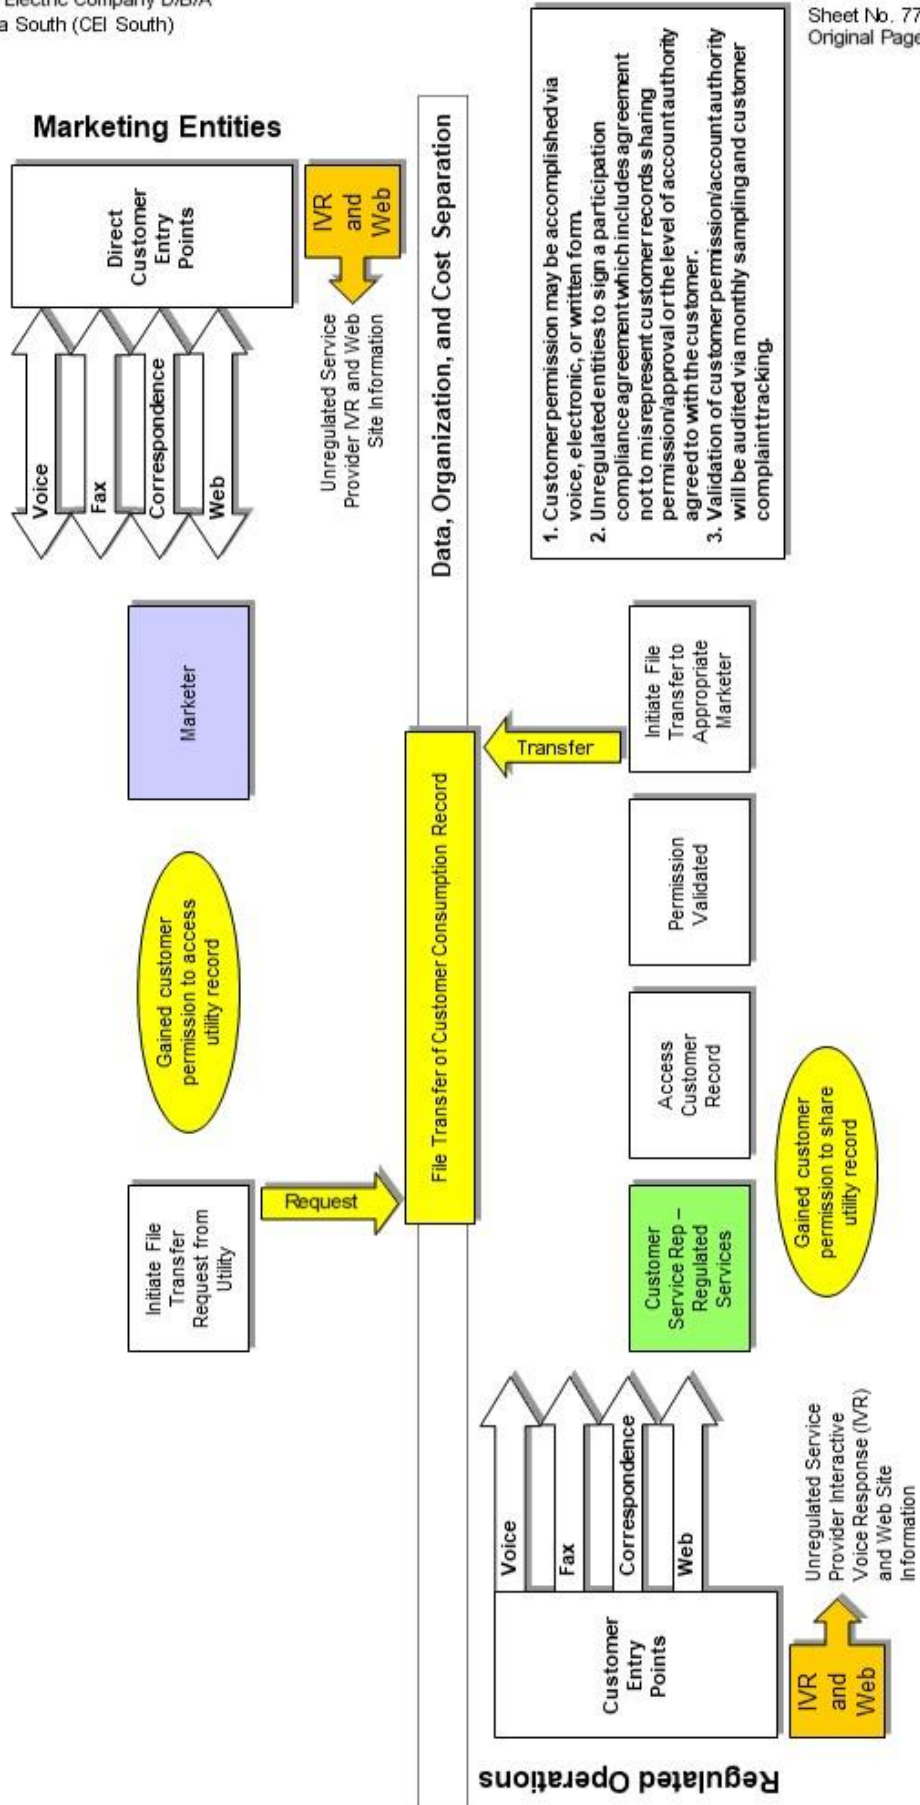 Electric Company D/B/A
a South (CEI South)
Sheet No. 77
Original Page
Marketing Entities
Direct
Customer
Entry
Points
Voice
Fax
Correspondence
Web
IVR
and
Web
Unregulated Service
Provider IVR and Web
Site Information
Marketer
Gained customer
permission to access
utility record
Initiate File
Transfer
Request from
Utility
Request
Data, Organization, and Cost Separation
File Transfer of Customer Consumption Record
Transfer
Regulated Operations
Customer
Entry
Points
Voice
Fax
Correspondence
Web
IVR
and
Web
Unregulated Service
Provider Interactive
Voice Response (IVR)
and Web Site
Information
Customer
Service Rep –
Regulated
Services
Gained customer
permission to share
utility record
Access
Customer
Record
Permission
Validated
Initiate File
Transfer to
Appropriate
Marketer
1. Customer permission may be accomplished via
voice, electronic, or written form.
2. Unregulated entities to sign a participation
compliance agreement which includes agreement
not to misrepresent customer records sharing
permission/approval or the level of account authority
agreed to with the customer.
3. Validation of customer permission/account authority
will be audited via monthly sampling and customer
complaint tracking.